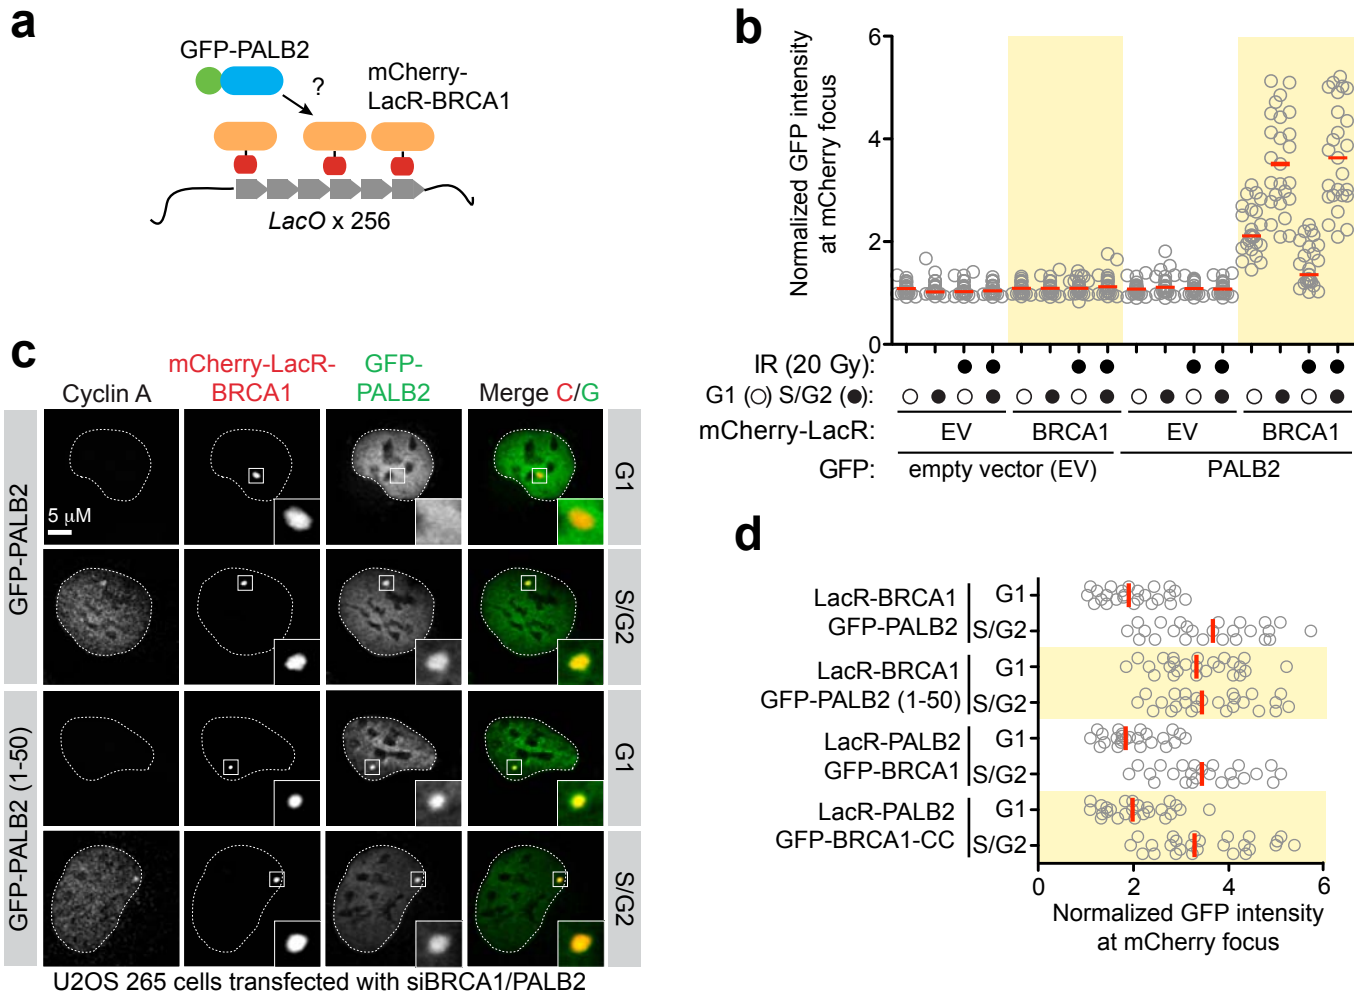 a
GFP-PALB2
?
mCherry-
LacR-BRCA1
LacO x 256
b
Normalized GFP intensity
at mCherry focus
6
4
2
0
IR (20 Gy):
G1 (○) S/G2 (●):
mCherry-LacR:
EV
BRCA1
EV
BRCA1
GFP:
empty vector (EV)
PALB2
c
Cyclin A
mCherry-LacR-
BRCA1
GFP-
PALB2
Merge C/G
GFP-PALB2
5 µM
G1
S/G2
GFP-PALB2 (1-50)
G1
S/G2
U2OS 265 cells transfected with siBRCA1/PALB2
d
LacR-BRCA1
GFP-PALB2
G1
S/G2
LacR-BRCA1
GFP-PALB2 (1-50)
G1
S/G2
LacR-PALB2
GFP-BRCA1
G1
S/G2
LacR-PALB2
GFP-BRCA1-CC
G1
S/G2
0
2
4
6
Normalized GFP intensity
at mCherry focus